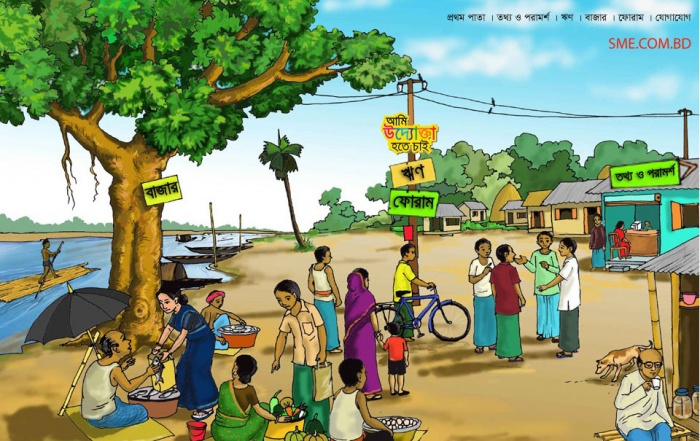 প্রথম পাতা । তথ্য ও পরামর্শ । ঋণ । বাজার । ফোরাম । যোগাযোগ
SME.COM.BD
আমি
উদ্যোক্তা
হতে চাই
ঋণ
ফোরাম
বাজার
তথ্য ও পরামর্শ